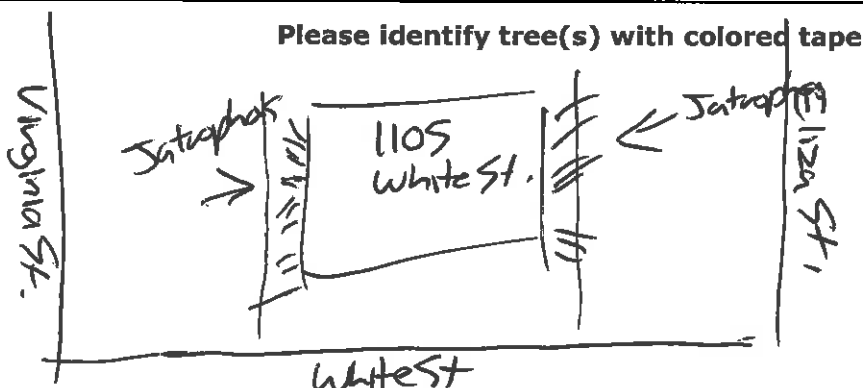 Please identify tree(s) with colored tape
Virginia St.
Jatrophas
1105
White St.
Jatropha
Eliza St.
White St